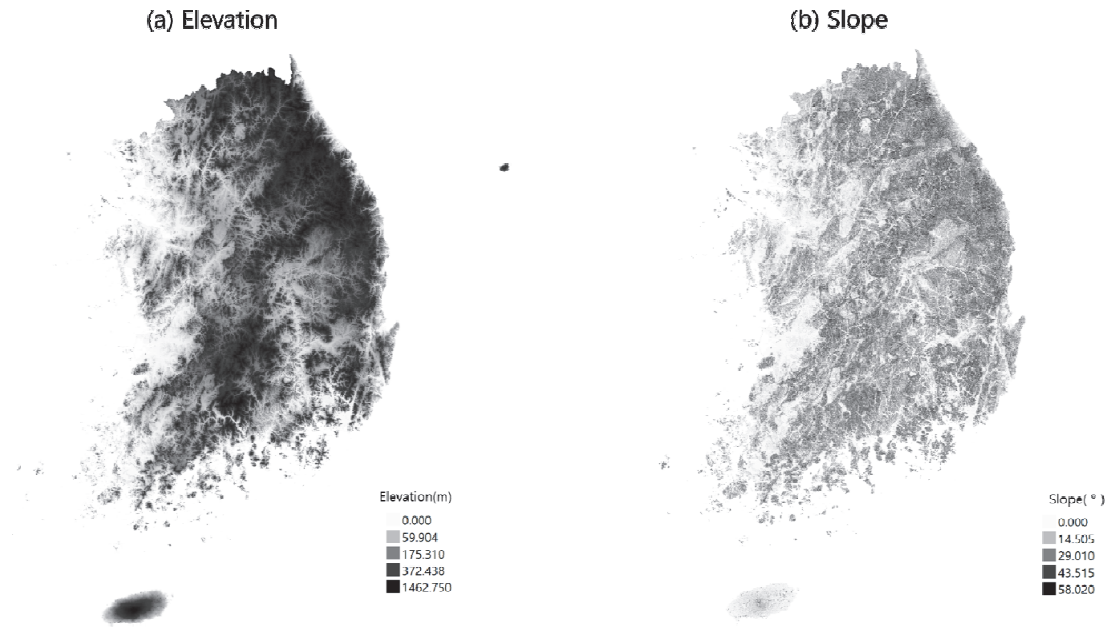 (a) Elevation
(b) Slope
Elevation(m)
0.000
59.904
175.310
372.438
1462.750
Slope( ° )
0.000
14.505
29.010
43.515
58.020